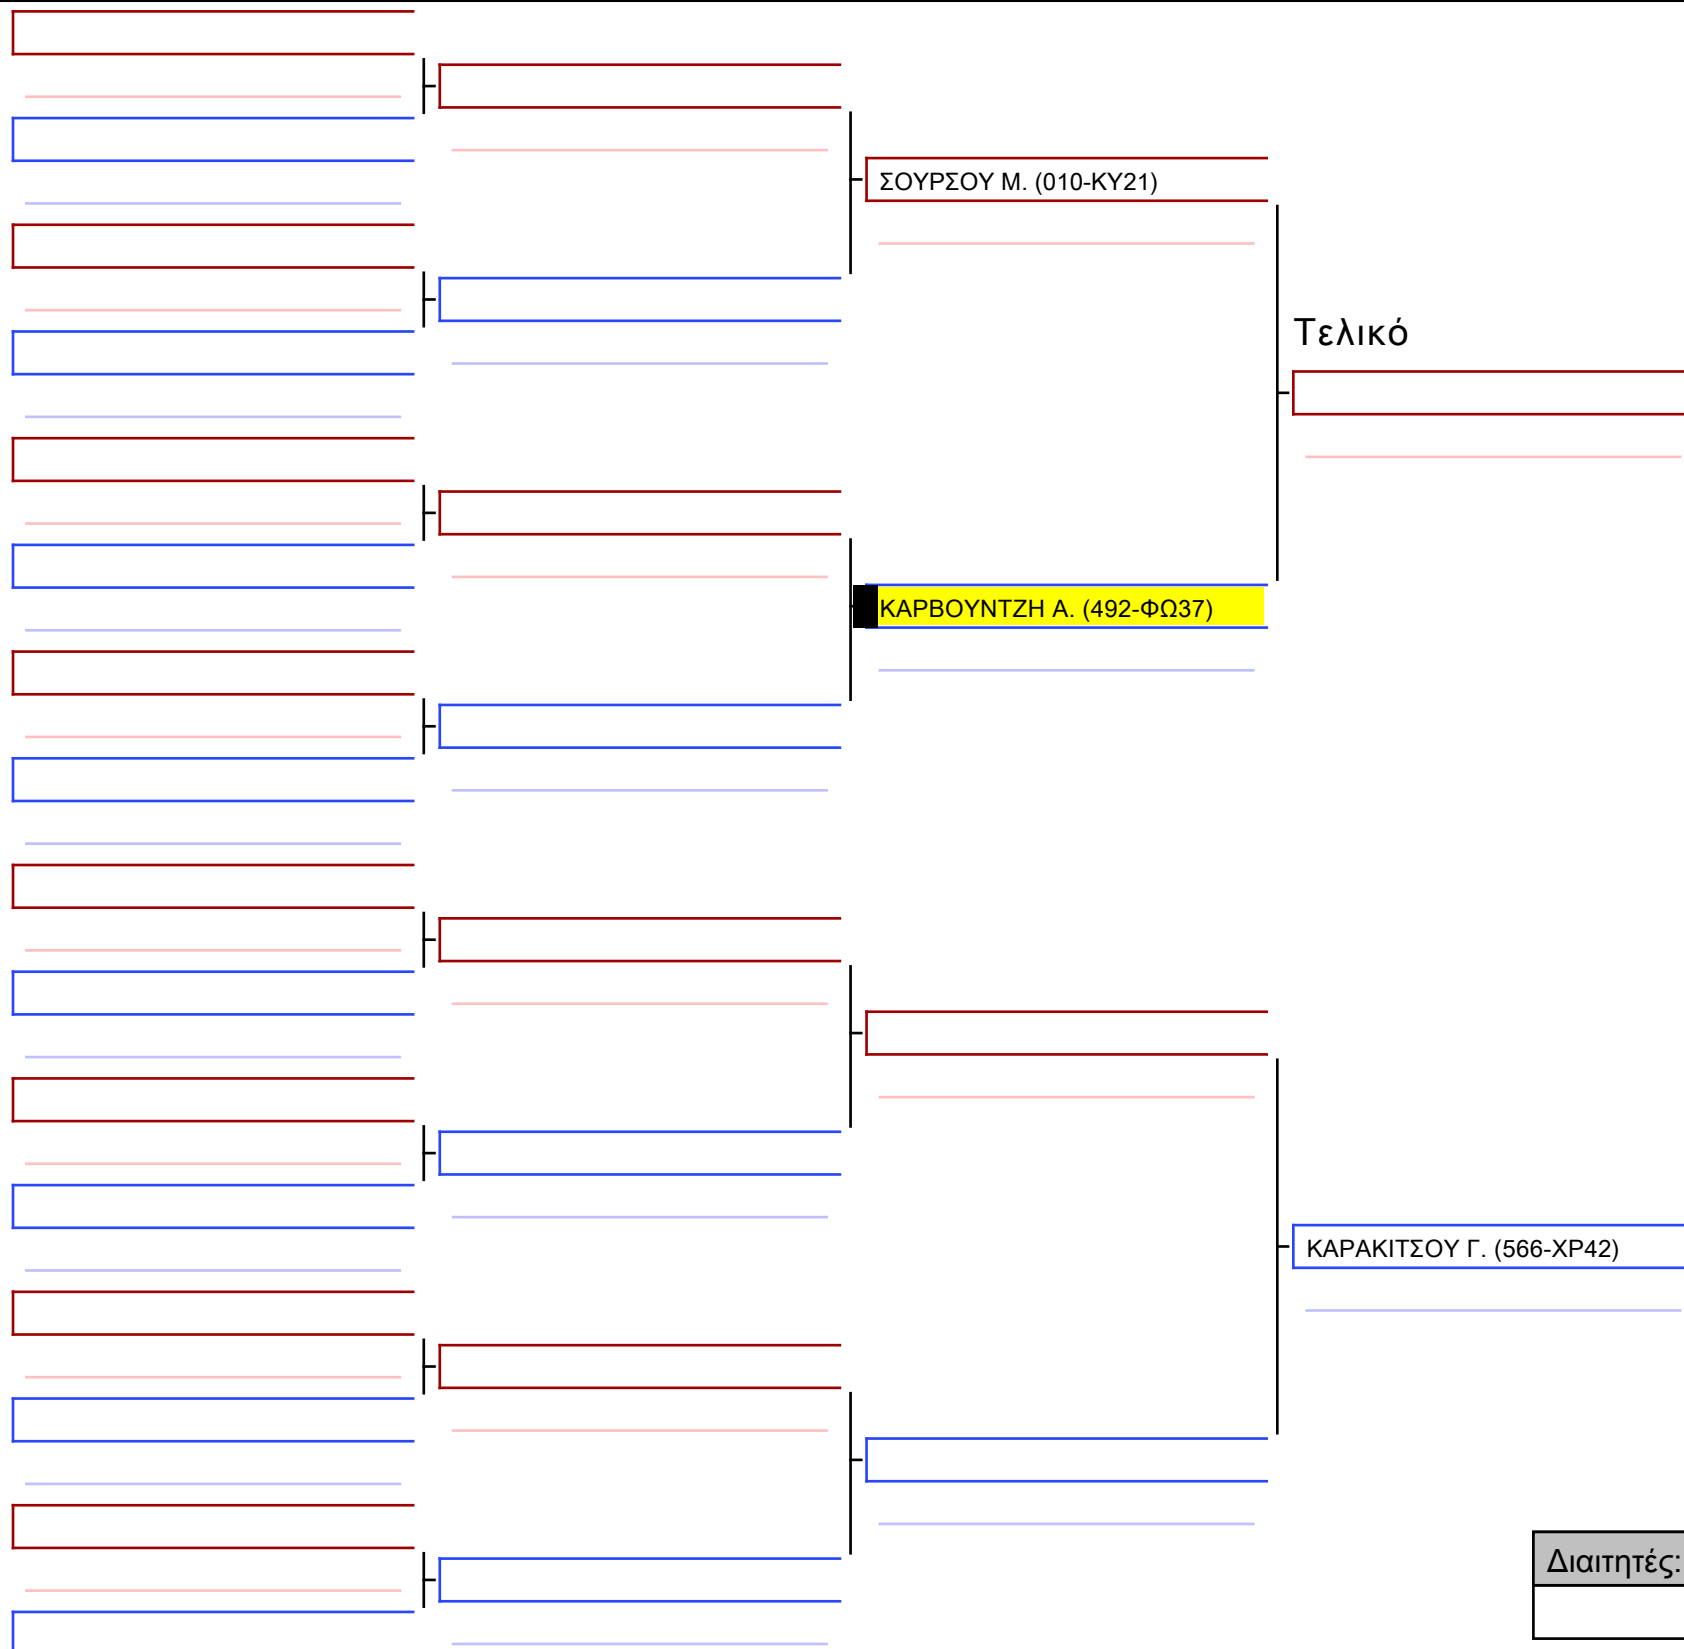 ΣΟΥΡΣΟΥ Μ. (010-ΚΥ21)
Τελικό
ΚΑΡΒΟΥΝΤΖΗ Α. (492-ΦΩ37)
ΚΑΡΑΚΙΤΣΟΥ Γ. (566-ΧΡ42)
Διαιτητές: